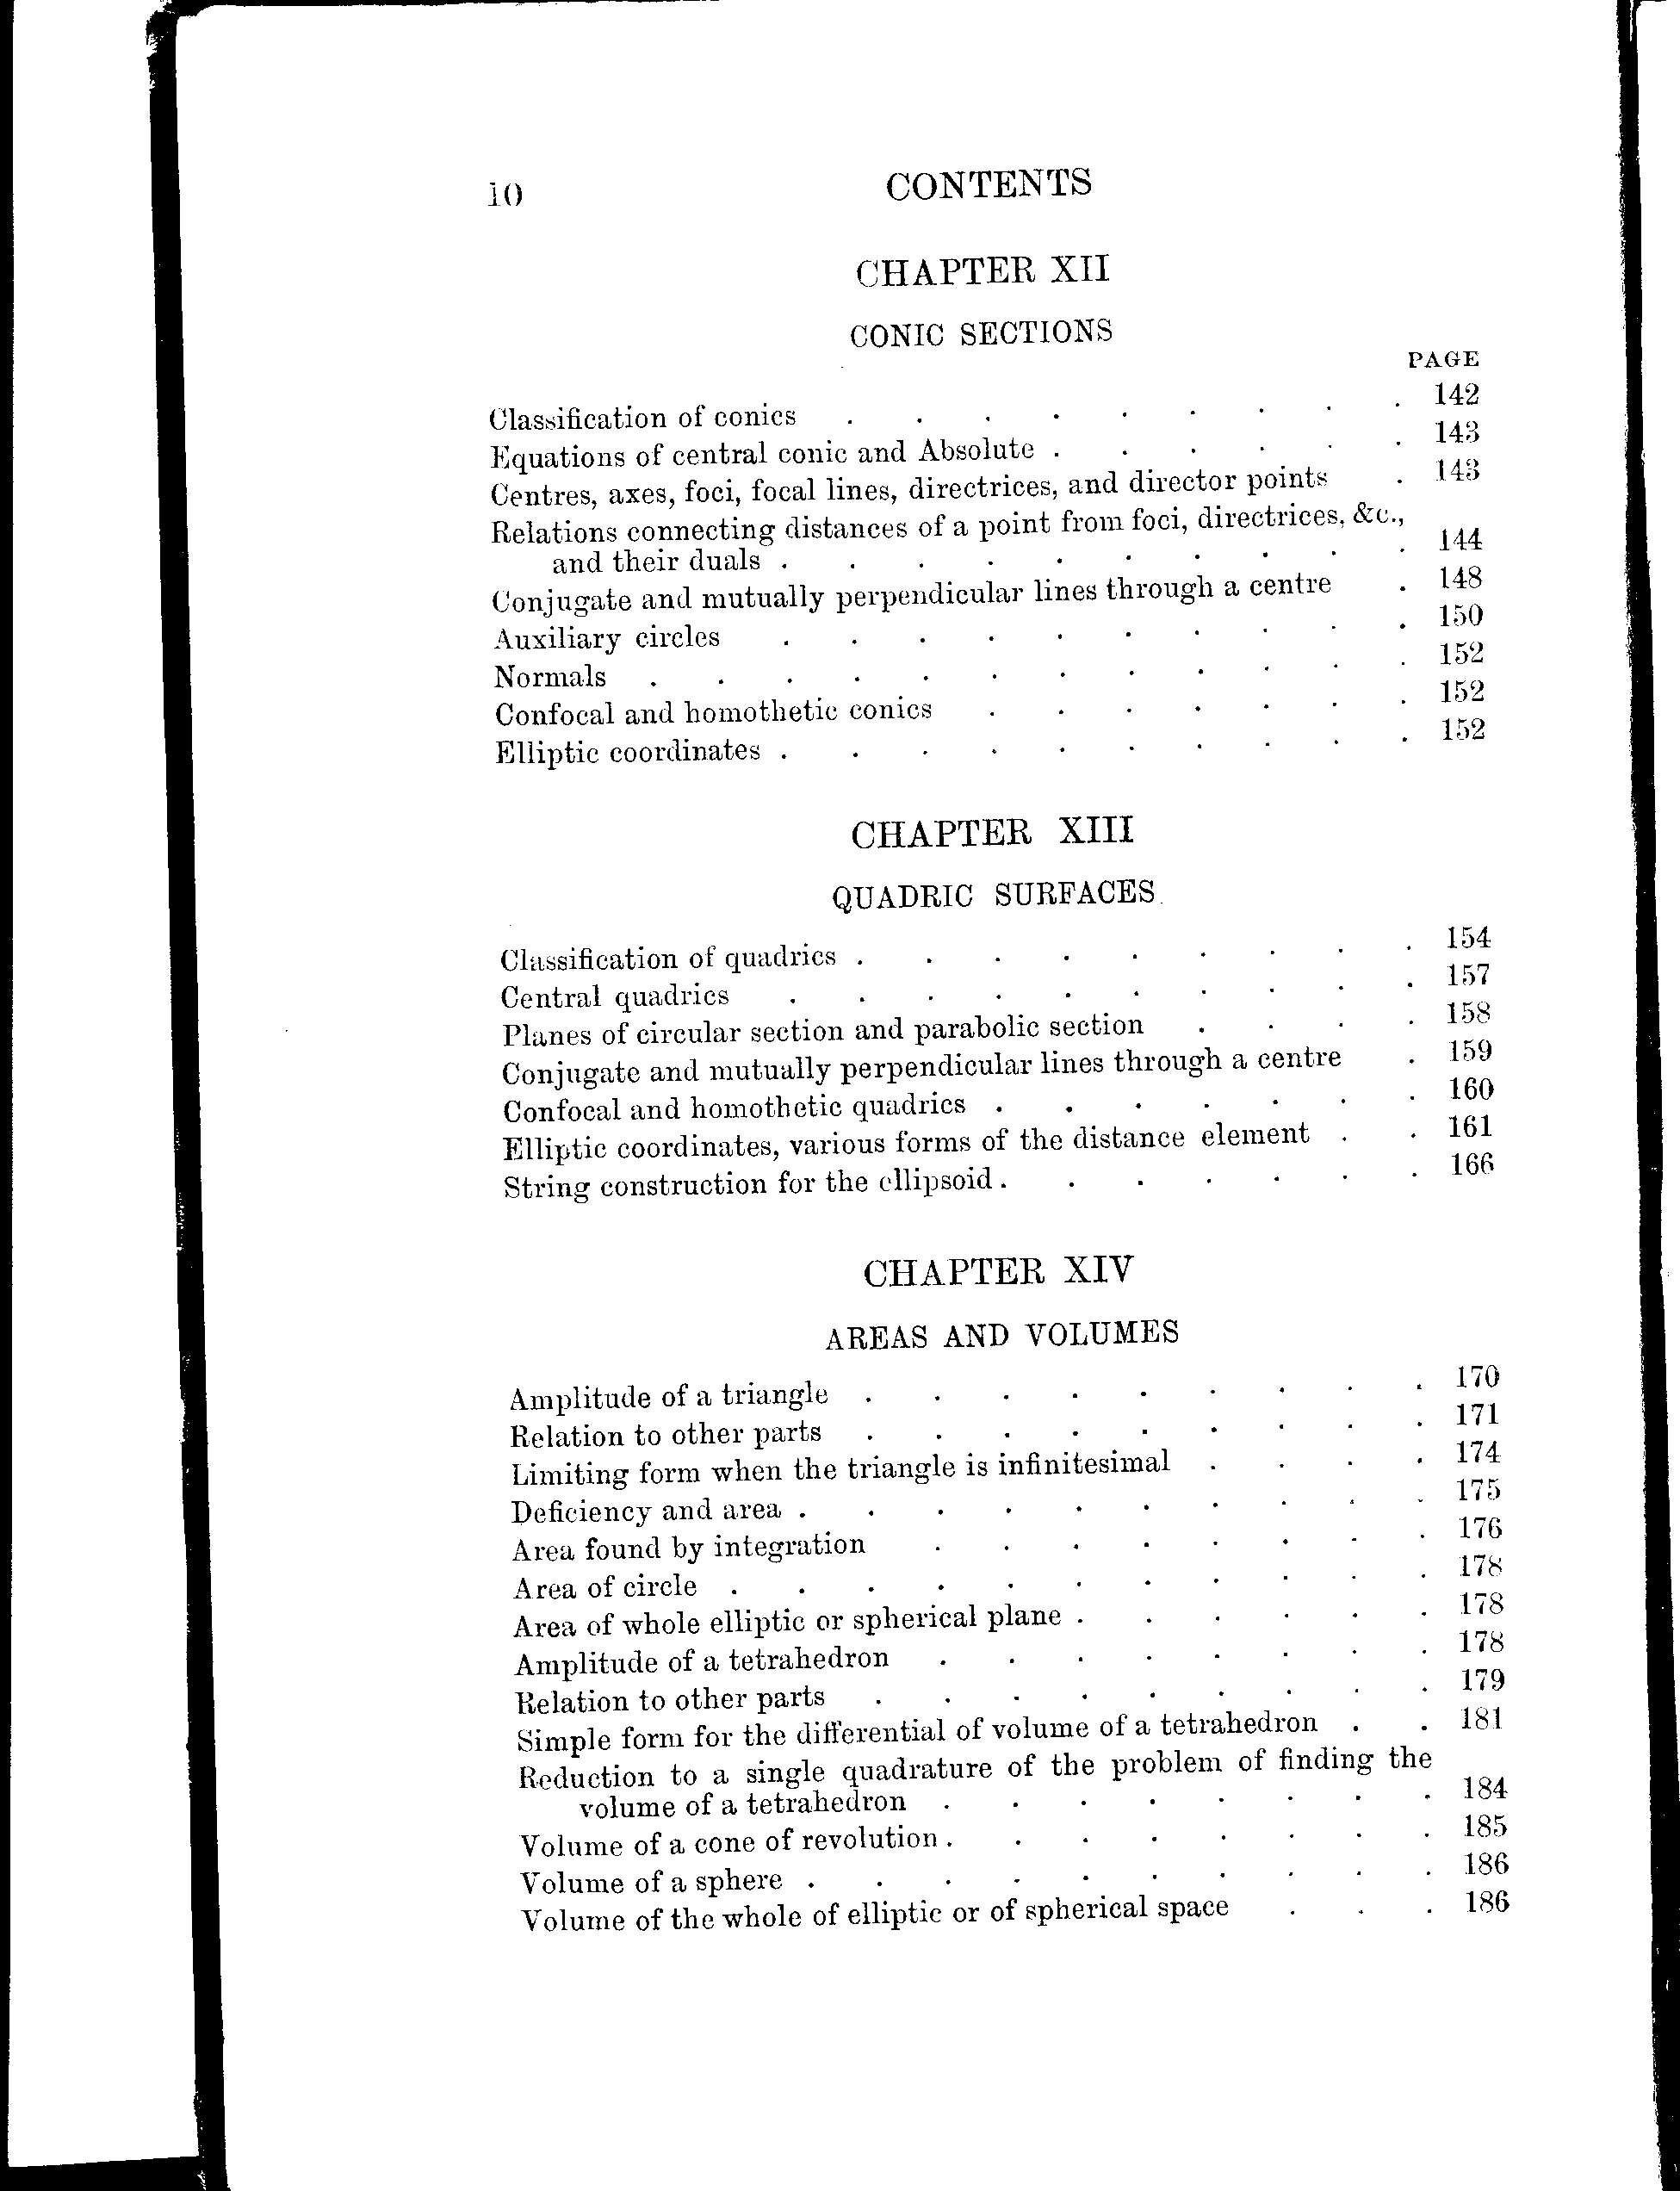 10 CONTENTS
CHAPTER XII
CONIC SECTIONS
PAGE
Classification of conics . . . . . . . . . 142
Equations of central conic and Absolute . . . . . . 143
Centres, axes, foci, focal lines, directrices, and director points . 143
Relations connecting distances of a point from foci, directrices, &c.,
and their duals . . . . . . . . . . 144
Conjugate and mutually perpendicular lines through a centre . 148
Auxiliary circles . . . . . . . . . . 150
Normals . . . . . . . . . . . . 152
Confocal and homothetic conics . . . . . . . 152
Elliptic coordinates . . . . . . . . . . 152
CHAPTER XIII
QUADRIC SURFACES
Classification of quadrics . . . . . . . . . 154
Central quadrics . . . . . . . . . . 157
Planes of circular section and parabolic section . . . . 158
Conjugate and mutually perpendicular lines through a centre . 159
Confocal and homothetic quadrics . . . . . . . 160
Elliptic coordinates, various forms of the distance element . . 161
String construction for the ellipsoid . . . . . . . 166
CHAPTER XIV
AREAS AND VOLUMES
Amplitude of a triangle . . . . . . . . . 170
Relation to other parts . . . . . . . . . 171
Limiting form when the triangle is infinitesimal . . . . 174
Deficiency and area . . . . . . . . . . 175
Area found by integration . . . . . . . . 176
Area of circle . . . . . . . . . . . 178
Area of whole elliptic or spherical plane . . . . . . 178
Amplitude of a tetrahedron . . . . . . . . 178
Relation to other parts . . . . . . . . . 179
Simple form for the differential of volume of a tetrahedron . . 181
Reduction to a single quadrature of the problem of finding the
volume of a tetrahedron . . . . . . . . 184
Volume of a cone of revolution . . . . . . . . 185
Volume of a sphere . . . . . . . . . . 186
Volume of the whole of elliptic or of spherical space . . . 186